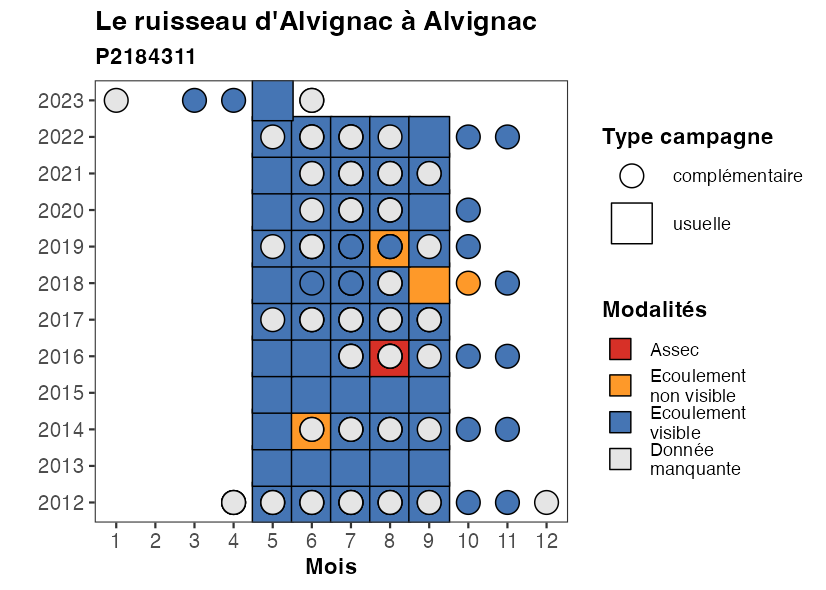 Le ruisseau d'Alvignac à Alvignac
P2184311
2023
2022
2021
2020
2019
2018
2017
2016
2015
2014
2013
2012
1 2 3 4 5 6 7 8 9 10 11 12
Mois
Type campagne
complémentaire
usuelle
Modalités
Assec
Ecoulement
non visible
Ecoulement
visible
Donnée
manquante